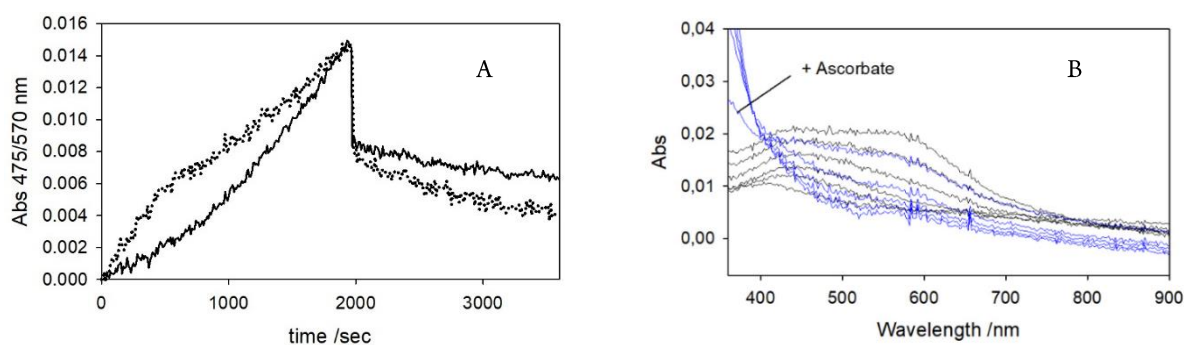 0.016
0.014
0.012
0.010
0.008
0.006
0.004
0.002
0.000
Abs 475/570 nm
A
0 1000 2000 3000
time /sec
0,04
0,03
0,02
0,01
0,00
Abs
+ Ascorbate
B
400 500 600 700 800 900
Wavelength /nm